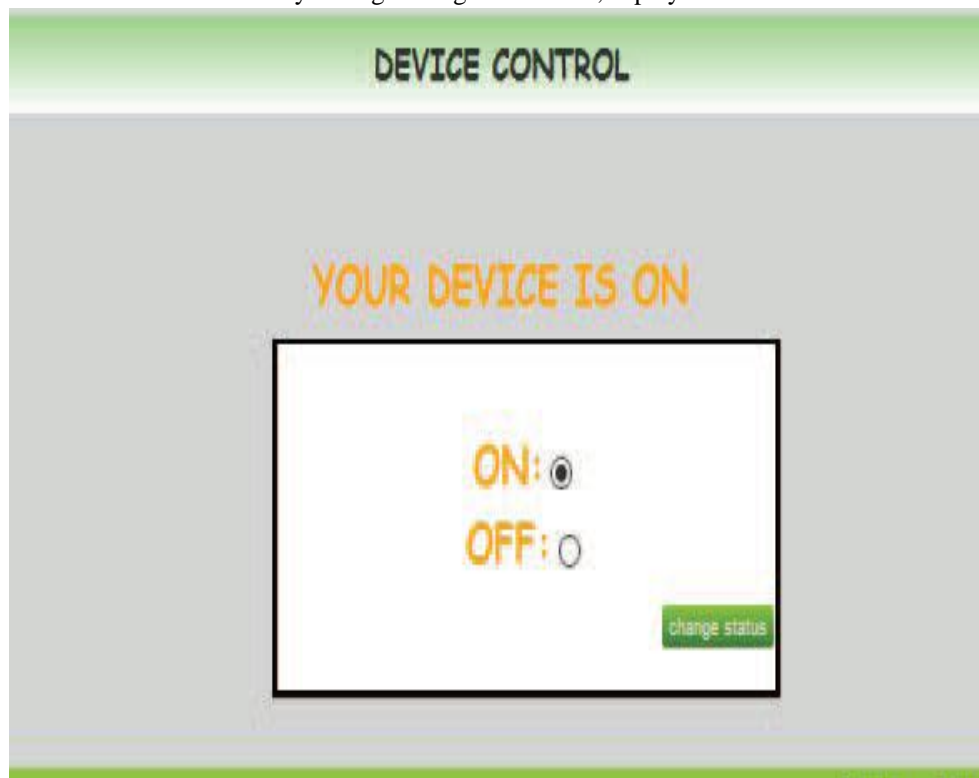 DEVICE CONTROL
YOUR DEVICE IS ON
ON:
OFF:
change status